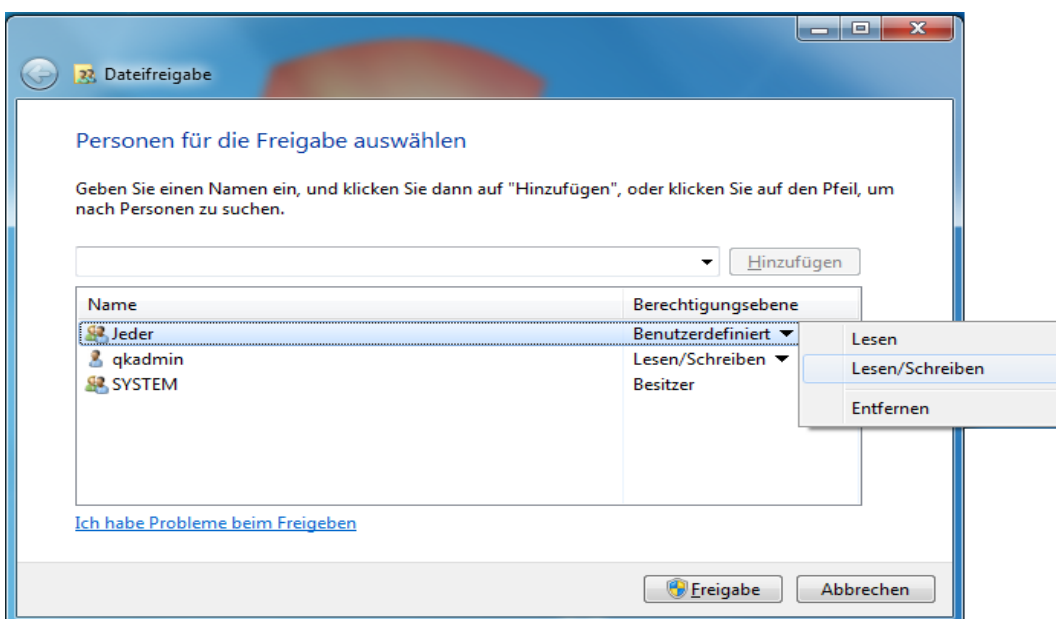 Dateifreigabe
Personen für die Freigabe auswählen
Geben Sie einen Namen ein, und klicken Sie dann auf "Hinzufügen", oder klicken Sie auf den Pfeil, um
nach Personen zu suchen.
Hinzufügen
Name Berechtigungsebene
Jeder Benutzerdefiniert
qkadmin Lesen/Schreiben
SYSTEM Besitzer
Lesen
Lesen/Schreiben
Entfernen
Ich habe Probleme beim Freigeben
Freigabe Abbrechen